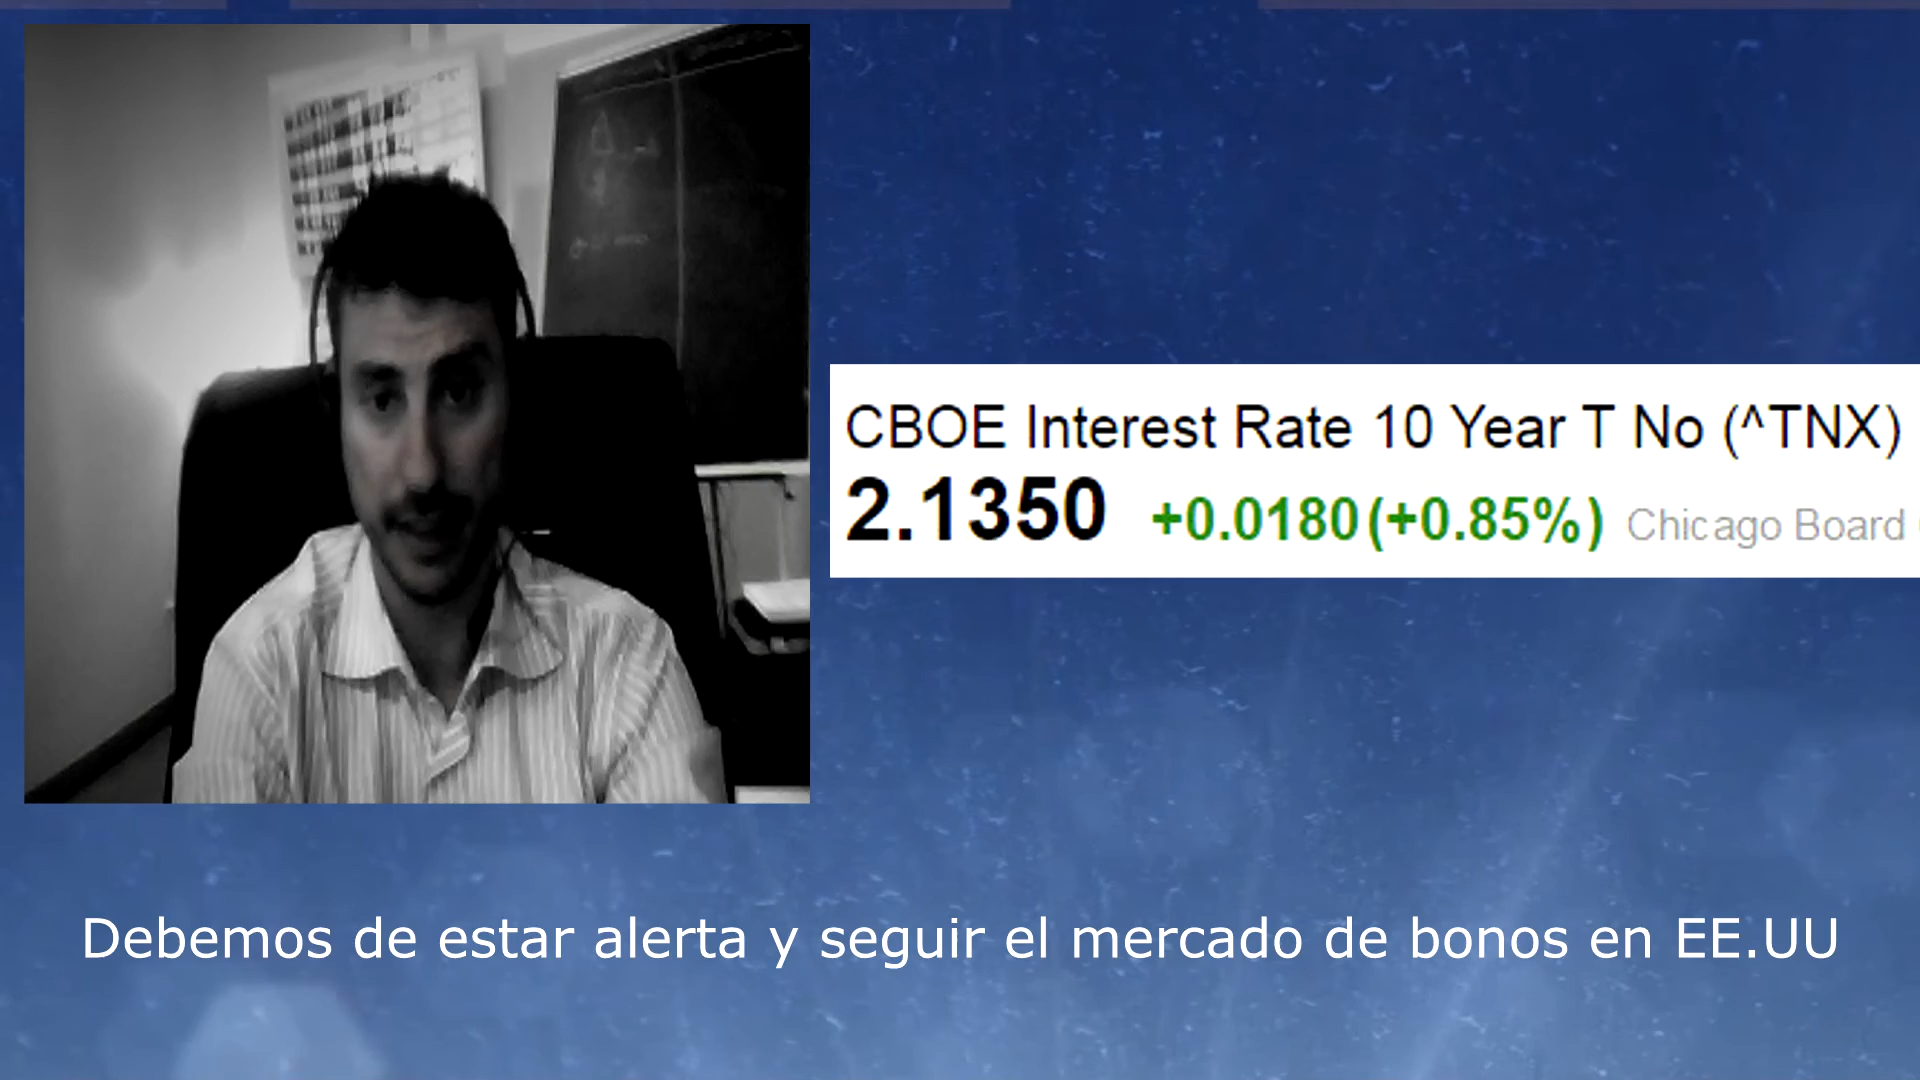 CBOE Interest Rate 10 Year T No (^TNX)
2.1350 +0.0180 (+0.85%) Chicago Board
Debemos de estar alerta y seguir el mercado de bonos en EE.UU